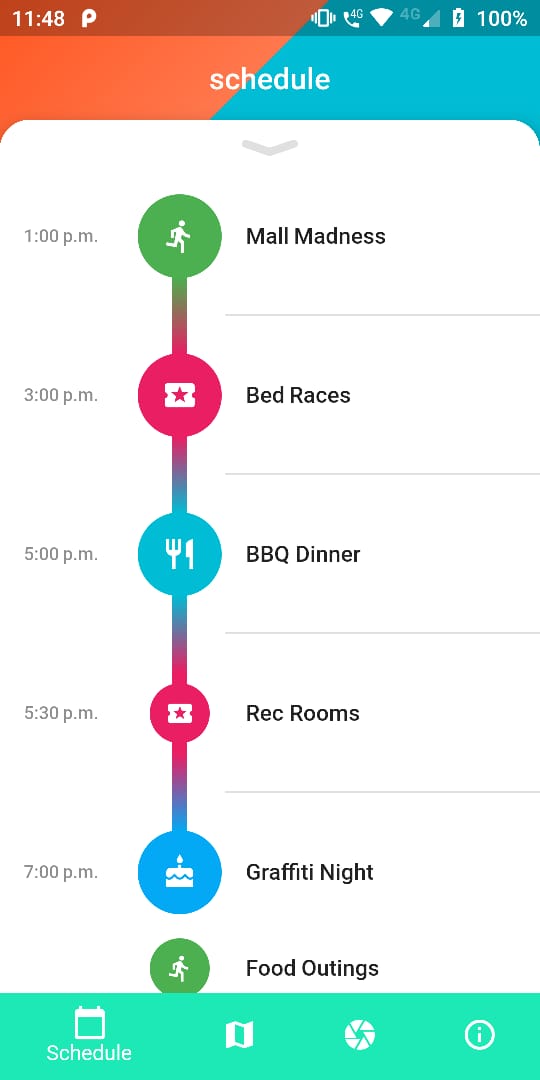 11:48 4G 4G 100%
schedule
1:00 p.m. Mall Madness
3:00 p.m. Bed Races
5:00 p.m. BBQ Dinner
5:30 p.m. Rec Rooms
7:00 p.m. Graffiti Night
Food Outings
Schedule